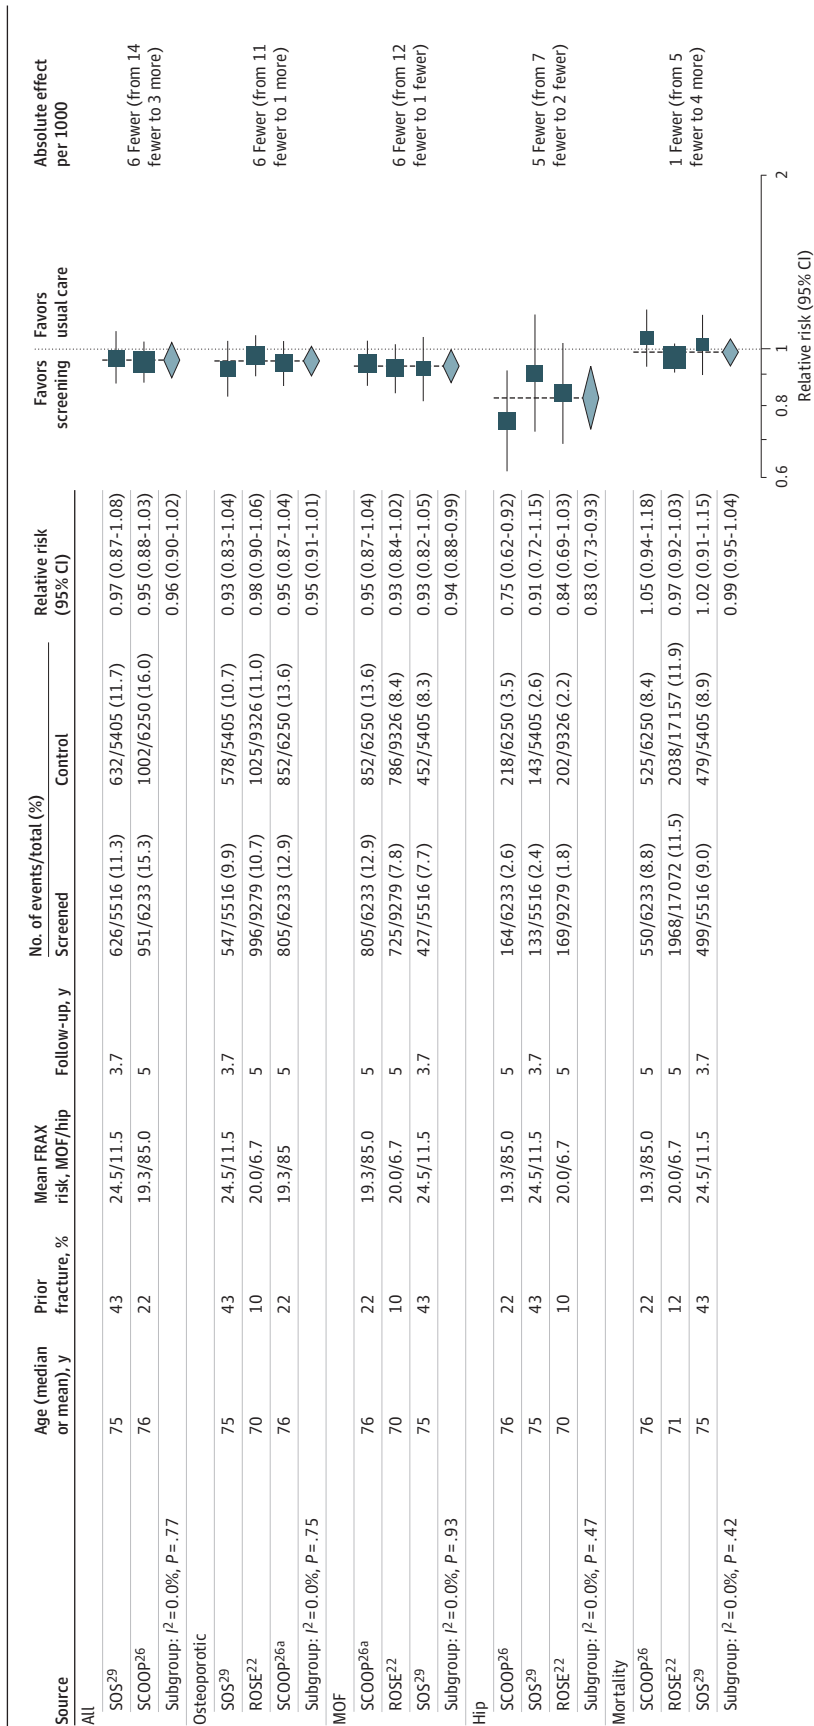 Source Age (median or mean), y Prior fracture, % Mean FRAX risk, MOF/hip Follow-up, y No. of events/total (%) Screened Control Relative risk (95% CI) Favors screening Favors usual care Absolute effect per 1000
All
SOS29 75 43 24.5/11.5 3.7 626/5516 (11.3) 632/5405 (11.7) 0.97 (0.87-1.08)
SCOOP26 76 22 19.3/85.0 5 951/6233 (15.3) 1002/6250 (16.0) 0.95 (0.88-1.03)
Subgroup: I2 = 0.0%, P = .77 0.96 (0.90-1.02) 6 Fewer (from 14 fewer to 3 more)
Osteoporotic
SOS29 75 43 24.5/11.5 3.7 547/5516 (9.9) 578/5405 (10.7) 0.93 (0.83-1.04)
ROSE22 70 10 20.0/6.7 5 996/9279 (10.7) 1025/9326 (11.0) 0.98 (0.90-1.06)
SCOOP26a 76 22 19.3/85 5 805/6233 (12.9) 852/6250 (13.6) 0.95 (0.87-1.04)
Subgroup: I2 = 0.0%, P = .75 0.95 (0.91-1.01) 6 Fewer (from 11 fewer to 1 more)
MOF
SCOOP26a 76 22 19.3/85.0 5 805/6233 (12.9) 852/6250 (13.6) 0.95 (0.87-1.04)
ROSE22 70 10 20.0/6.7 5 725/9279 (7.8) 786/9326 (8.4) 0.93 (0.84-1.02)
SOS29 75 43 24.5/11.5 3.7 427/5516 (7.7) 452/5405 (8.3) 0.93 (0.82-1.05)
Subgroup: I2 = 0.0%, P = .93 0.94 (0.88-0.99) 6 Fewer (from 12 fewer to 1 fewer)
Hip
SCOOP26 76 22 19.3/85.0 5 164/6233 (2.6) 218/6250 (3.5) 0.75 (0.62-0.92)
SOS29 75 43 24.5/11.5 3.7 133/5516 (2.4) 143/5405 (2.6) 0.91 (0.72-1.15)
ROSE22 70 10 20.0/6.7 5 169/9279 (1.8) 202/9326 (2.2) 0.84 (0.69-1.03)
Subgroup: I2 = 0.0%, P = .47 0.83 (0.73-0.93) 5 Fewer (from 7 fewer to 2 fewer)
Mortality
SCOOP26 76 22 19.3/85.0 5 550/6233 (8.8) 525/6250 (8.4) 1.05 (0.94-1.18)
ROSE22 71 12 20.0/6.7 5 1968/17 072 (11.5) 2038/17 157 (11.9) 0.97 (0.92-1.03)
SOS29 75 43 24.5/11.5 3.7 499/5516 (9.0) 479/5405 (8.9) 1.02 (0.91-1.15)
Subgroup: I2 = 0.0%, P = .42 0.99 (0.95-1.04) 1 Fewer (from 5 fewer to 4 more)
0.6 0.8 1 2
Relative risk (95% CI)